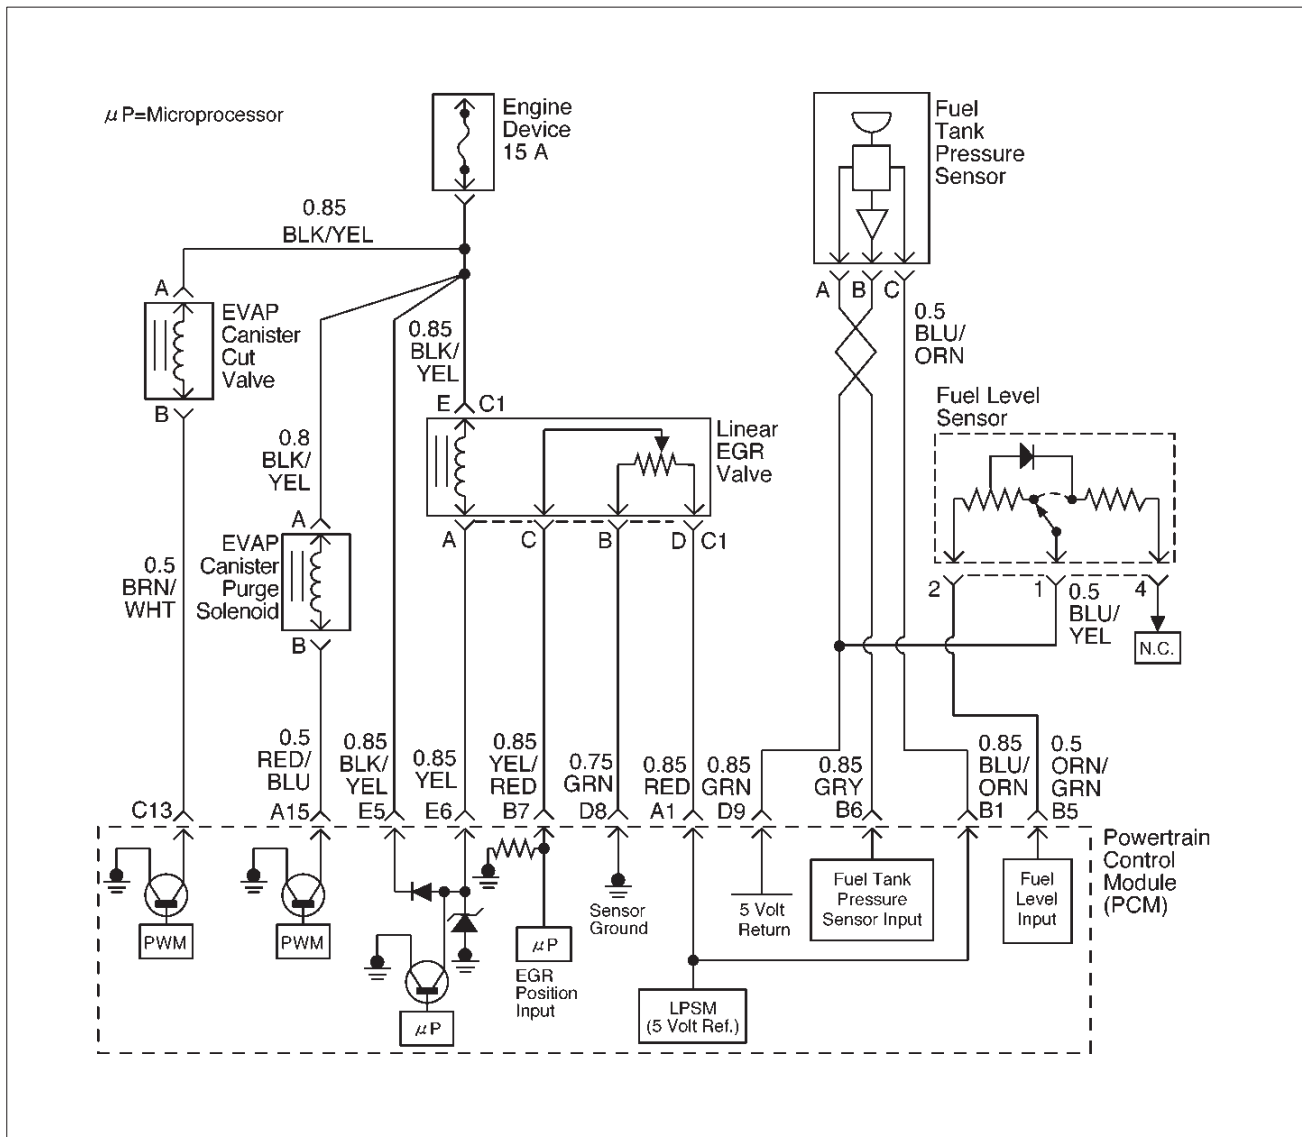 μ P=Microprocessor
Engine
Device
15 A
Fuel
Tank
Pressure
Sensor
0.85
BLK/YEL
A
EVAP
Canister
Cut
Valve
B
0.85
BLK/
YEL
E
C1
A
B
C
0.5
BLU/
ORN
Fuel Level
Sensor
Linear
EGR
Valve
0.8
BLK/
YEL
A
EVAP
Canister
Purge
Solenoid
B
A
C
B
D
C1
0.5
BRN/
WHT
2
1
0.5
BLU/
YEL
4
N.C.
0.5
RED/
BLU
0.85
BLK/
YEL
0.85
YEL
0.85
YEL/
RED
0.75
GRN
0.85
RED
0.85
GRN
0.85
GRY
0.85
BLU/
ORN
0.5
ORN/
GRN
C13
A15
E5
E6
B7
D8
A1
D9
B6
B1
B5
Powertrain
Control
Module
(PCM)
PWM
PWM
μ P
μ P
EGR
Position
Input
Sensor
Ground
LPSM
(5 Volt Ref.)
5 Volt
Return
Fuel Tank
Pressure
Sensor Input
Fuel
Level
Input